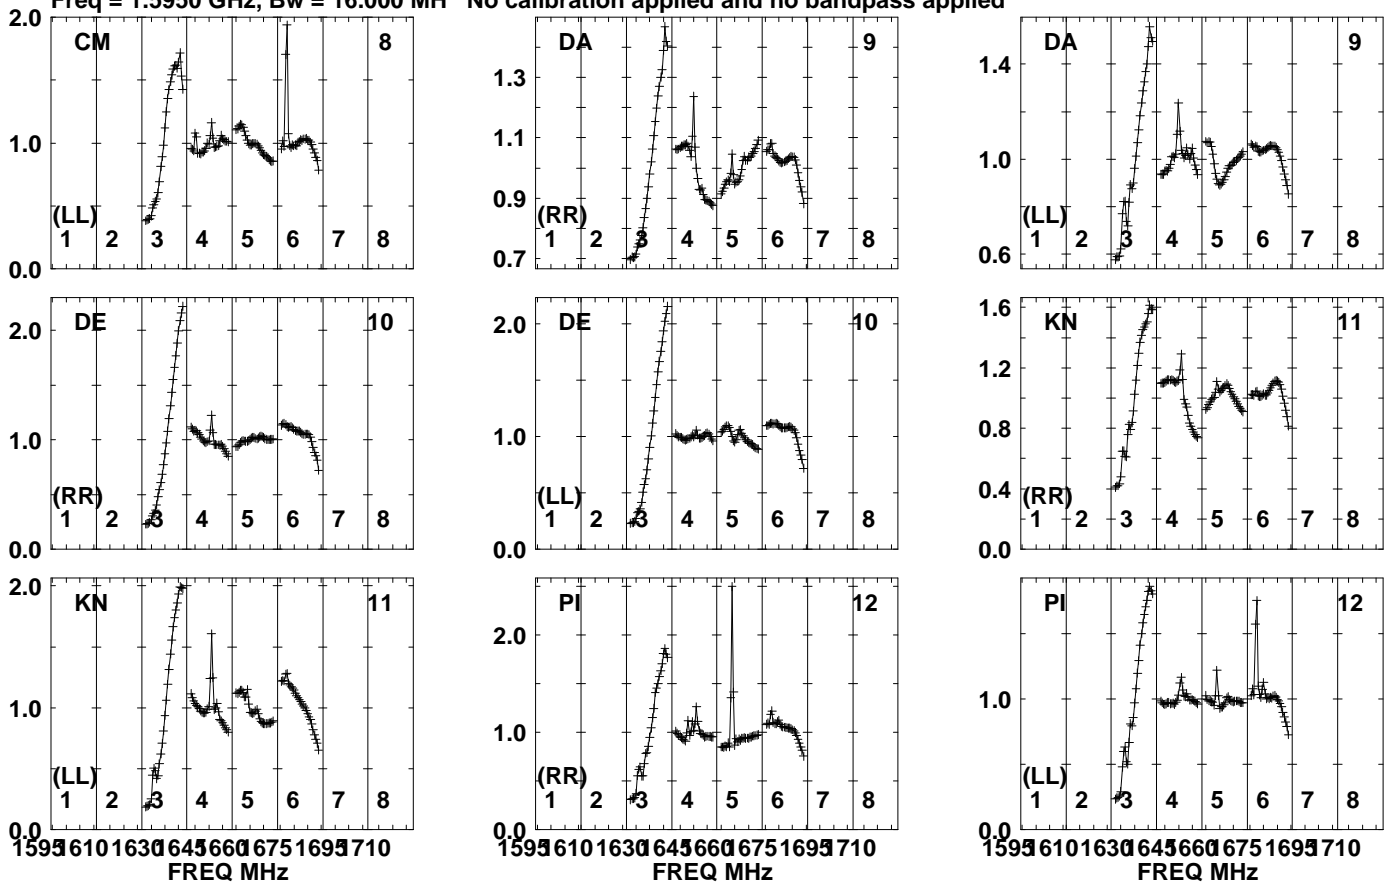 Freq = 1.5950 GHz, Bw = 16.000 MH No calibration applied and no bandpass applied
2.0 CM 8 DA 9 DA 9
1.3 1.4
1.0 1.1 1.0
0.9
(LL) (RR) (LL)
1 2 3 4 5 6 7 8 1 2 3 4 5 6 7 8 1 2 3 4 5 6 7 8
0.0 0.7 0.6
DE 10 DE 10 KN 11
2.0 2.0 1.6
1.2
1.0 1.0 0.8
(RR) (LL) 0.4 (RR)
1 2 3 4 5 6 7 8 1 2 3 4 5 6 7 8 1 2 3 4 5 6 7 8
0.0 0.0 0.0
2.0 KN 11 PI 12 PI 12
2.0
1.0 1.0 1.0
(LL) (RR) (LL)
1 2 3 4 5 6 7 8 1 2 3 4 5 6 7 8 1 2 3 4 5 6 7 8
0.0 0.0 0.0
1595 1610 1630 1645 1660 1675 1695 1710 1595 1610 1630 1645 1660 1675 1695 1710 1595 1610 1630 1645 1660 1675 1695 1710
FREQ MHz FREQ MHz FREQ MHz